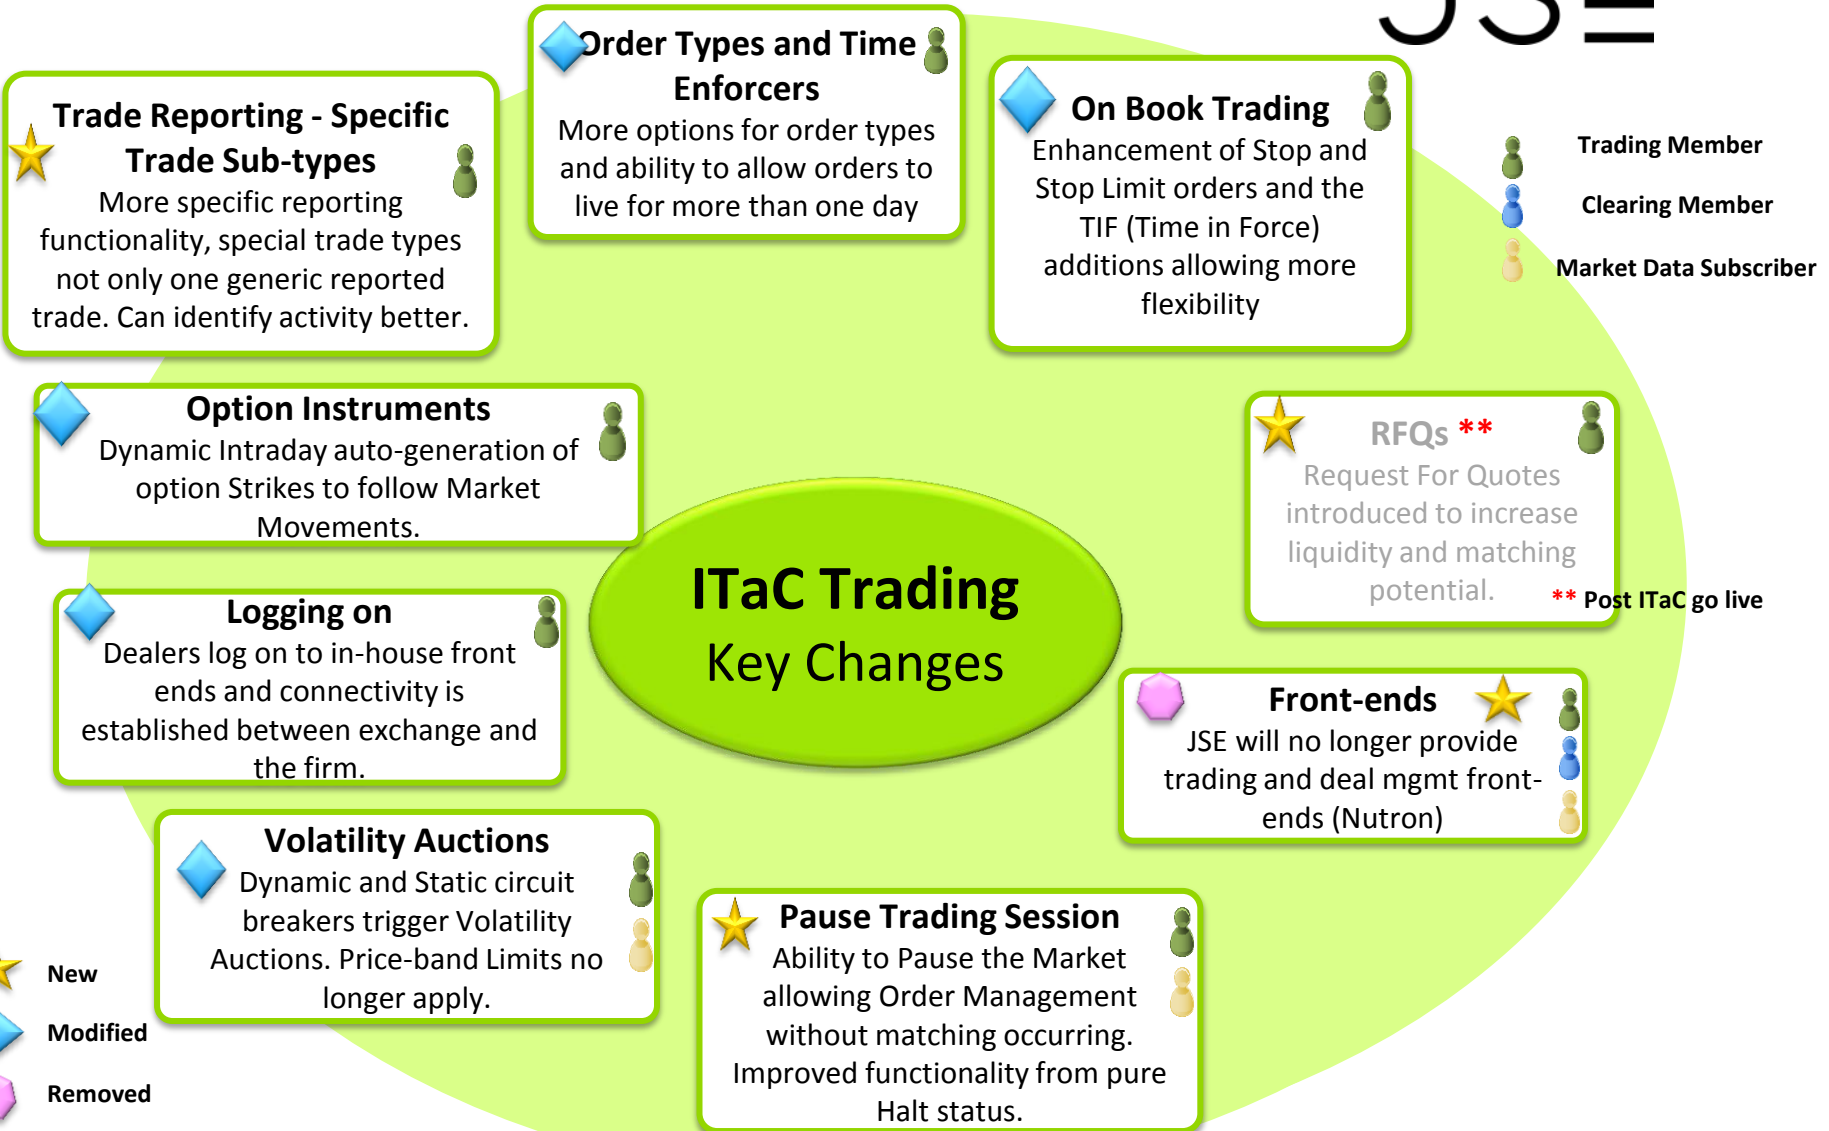 JSE
Order Types and Time
Enforcers
More options for order types
and ability to allow orders to
live for more than one day
Trade Reporting - Specific
Trade Sub-types
More specific reporting
functionality, special trade types
not only one generic reported
trade. Can identify activity better.
On Book Trading
Enhancement of Stop and
Stop Limit orders and the
TIF (Time in Force)
additions allowing more
flexibility
Trading Member
Clearing Member
Market Data Subscriber
Option Instruments
Dynamic Intraday auto-generation of
option Strikes to follow Market
Movements.
RFQs **
Request For Quotes
introduced to increase
liquidity and matching
potential.
** Post ITaC go live
ITaC Trading
Key Changes
Logging on
Dealers log on to in-house front
ends and connectivity is
established between exchange and
the firm.
Front-ends
JSE will no longer provide
trading and deal mgmt front-
ends (Nutron)
Volatility Auctions
Dynamic and Static circuit
breakers trigger Volatility
Auctions. Price-band Limits no
longer apply.
Pause Trading Session
Ability to Pause the Market
allowing Order Management
without matching occurring.
Improved functionality from pure
Halt status.
New
Modified
Removed